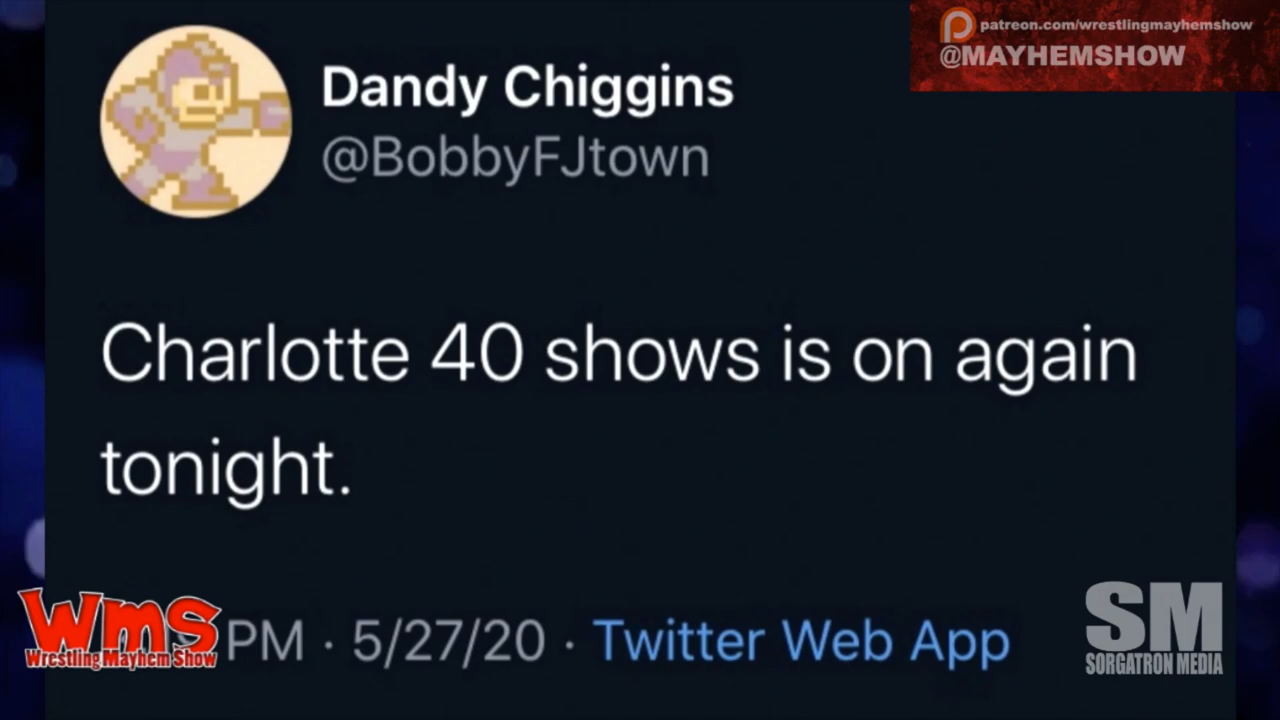 patreon.com/wrestlingmayhemshow
@MAYHEMSHOW
Dandy Chiggins
@BobbyFJtown
Charlotte 40 shows is on again
tonight.
PM · 5/27/20 · Twitter Web App
WmS
Wrestling Mayhem Show
SM
SORGATRON MEDIA